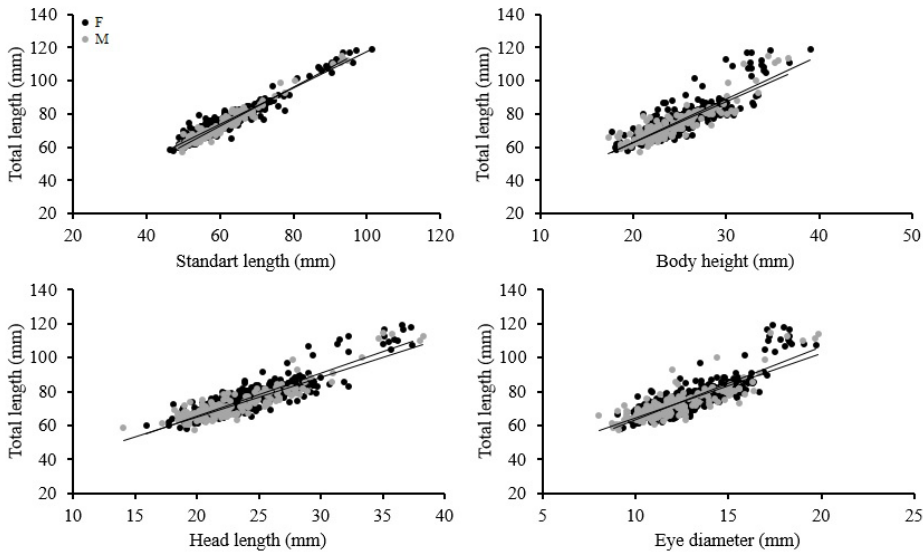 F
M
Total length (mm)
140
120
100
80
60
40
20
20 40 60 80 100 120
Standart length (mm)
Total length (mm)
140
120
100
80
60
40
20
10 20 30 40 50
Body height (mm)
Total length (mm)
140
120
100
80
60
40
20
10 15 20 25 30 35 40
Head length (mm)
Total length (mm)
140
120
100
80
60
40
20
5 10 15 20 25
Eye diameter (mm)